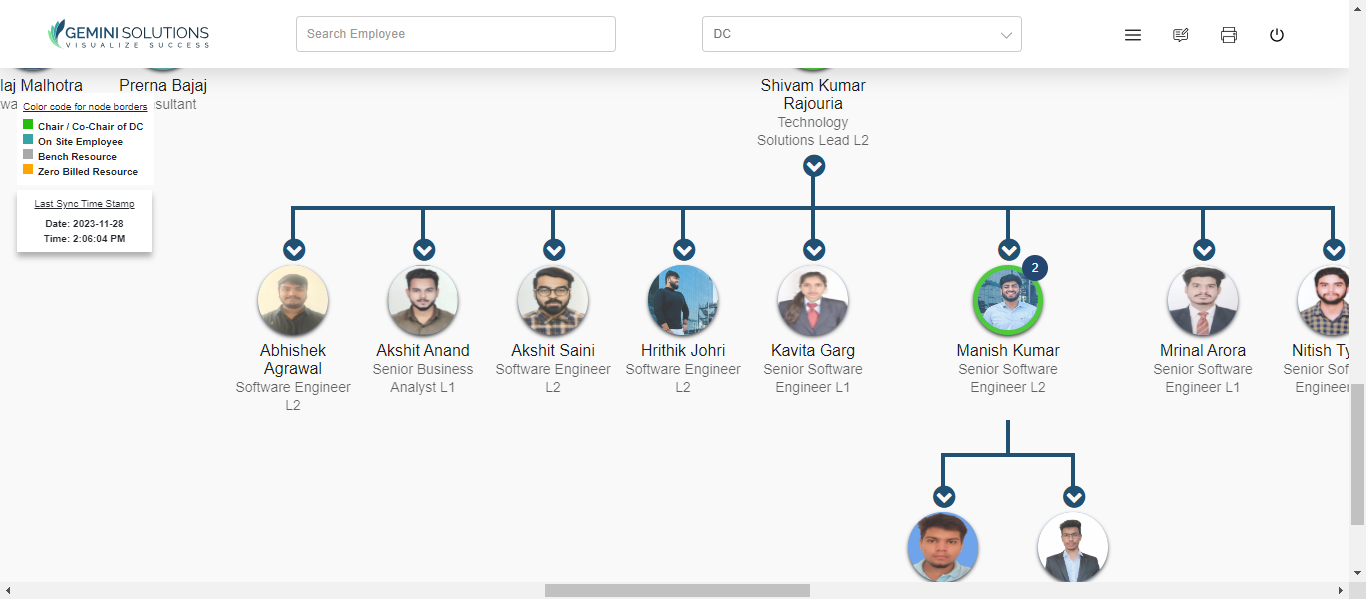 GEMINI SOLUTIONS
VISUALIZE SUCCESS
Search Employee
DC
laj Malhotra
Prerna Bajaj
wa
sultant
Color code for node borders
Chair / Co-Chair of DC
On Site Employee
Bench Resource
Zero Billed Resource
Last Sync Time Stamp
Date: 2023-11-28
Time: 2:06:04 PM
Shivam Kumar
Rajouria
Technology
Solutions Lead L2
2
Abhishek
Agrawal
Software Engineer
L2
Akshit Anand
Senior Business
Analyst L1
Akshit Saini
Software Engineer
L2
Hrithik Johri
Software Engineer
L2
Kavita Garg
Senior Software
Engineer L1
Manish Kumar
Senior Software
Engineer L2
Mrinal Arora
Senior Software
Engineer L1
Nitish Ty
Senior Sof
Engineer